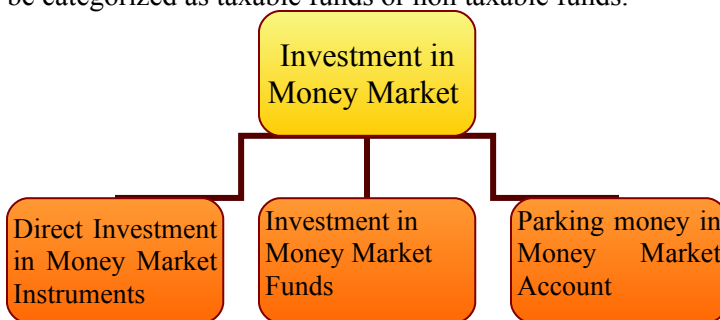 be categorized as taxable funds or non taxable funds.
Investment in
Money Market
Direct Investment
in Money Market
Instruments
Investment in
Money Market
Funds
Parking money in
Money Market
Account